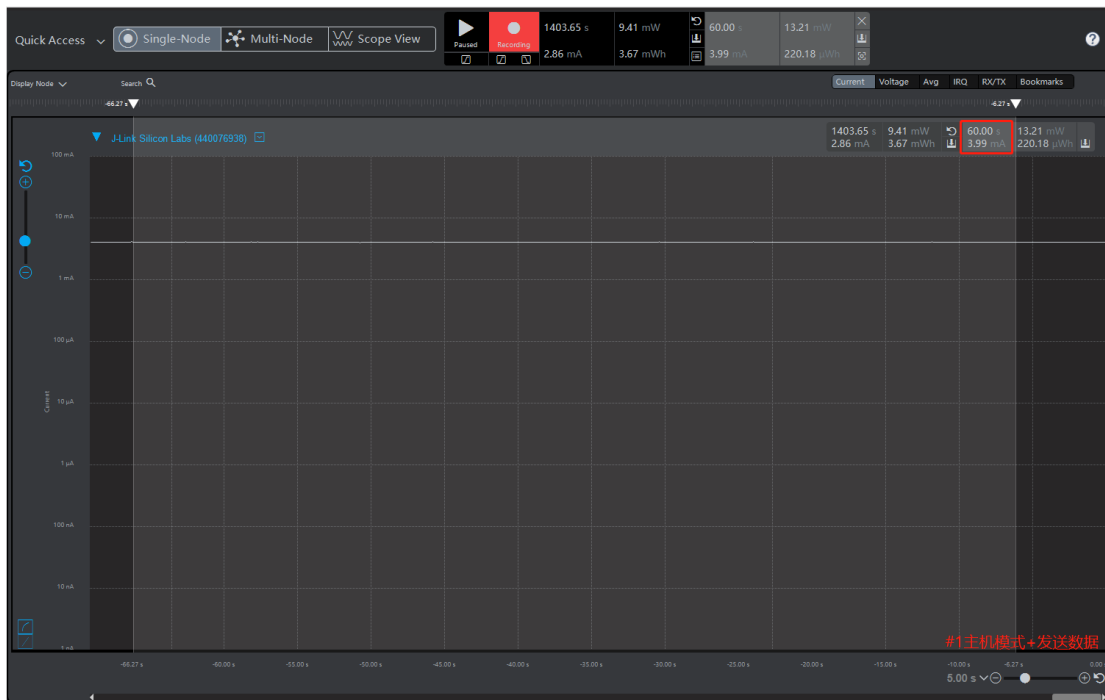 Quick Access
Single-Node
Multi-Node
Scope View
Paused
Recording
1403.65 s
9.41 mW
2.86 mA
3.67 mWh
60.00 s
13.21 mW
3.99 mA
220.18 µWh
Display Node
Search
Current Voltage Avg IRQ RX/TX Bookmarks
-66.27 s
-6.27 s
J-Link Silicon Labs (440076938)
1403.65 s 9.41 mW
2.86 mA 3.67 mWh
60.00 s 13.21 mW
3.99 mA 220.18 µWh
100 mA
10 mA
1 mA
100 µA
10 µA
1 µA
100 nA
10 nA
1 nA
Current
#1主机模式+发送数据
-66.27 s
-60.00 s
-55.00 s
-50.00 s
-45.00 s
-40.00 s
-35.00 s
-30.00 s
-25.00 s
-20.00 s
-15.00 s
-10.00 s
-6.27 s
0.00
5.00 s